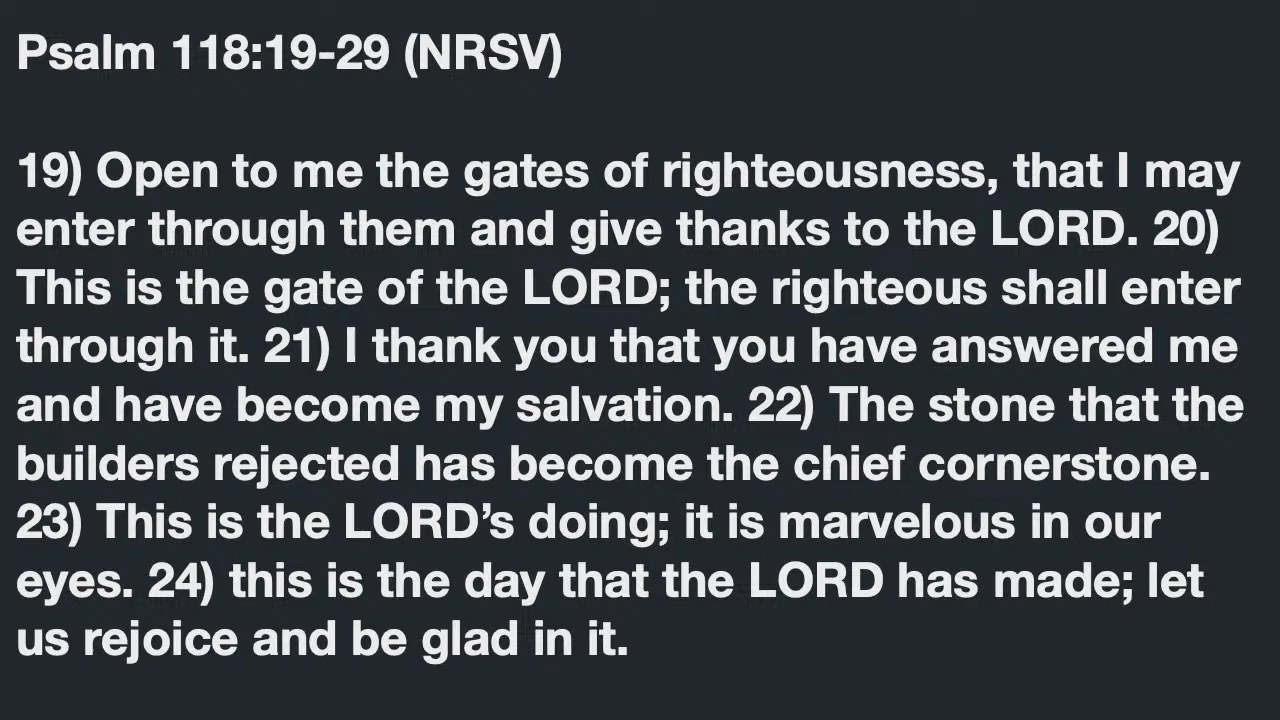 Psalm 118:19-29 (NRSV)
19) Open to me the gates of righteousness, that I may
enter through them and give thanks to the LORD. 20)
This is the gate of the LORD; the righteous shall enter
through it. 21) I thank you that you have answered me
and have become my salvation. 22) The stone that the
builders rejected has become the chief cornerstone.
23) This is the LORD’s doing; it is marvelous in our
eyes. 24) this is the day that the LORD has made; let
us rejoice and be glad in it.